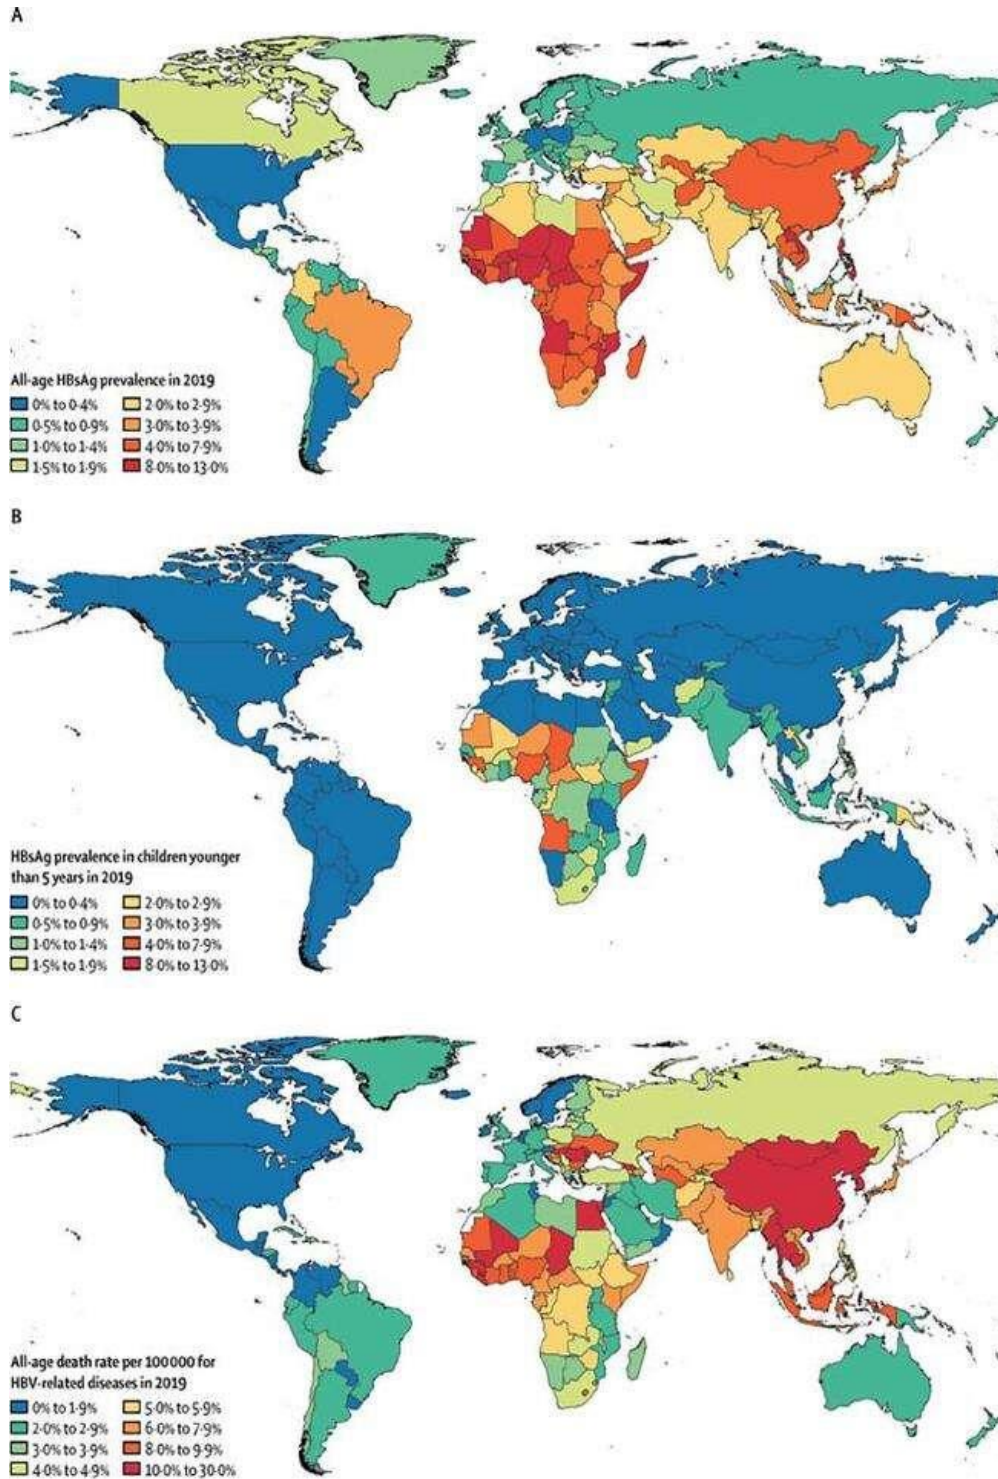 A
All-age HBsAg prevalence in 2019
0% to 0·4% 2·0% to 2·9%
0·5% to 0·9% 3·0% to 3·9%
1·0% to 1·4% 4·0% to 7·9%
1·5% to 1·9% 8·0% to 13·0%
B
HBsAg prevalence in children younger
than 5 years in 2019
0% to 0·4% 2·0% to 2·9%
0·5% to 0·9% 3·0% to 3·9%
1·0% to 1·4% 4·0% to 7·9%
1·5% to 1·9% 8·0% to 13·0%
C
All-age death rate per 100 000 for
HBV-related diseases in 2019
0% to 1·9% 5·0% to 5·9%
2·0% to 2·9% 6·0% to 7·9%
3·0% to 3·9% 8·0% to 9·9%
4·0% to 4·9% 10·0% to 30·0%